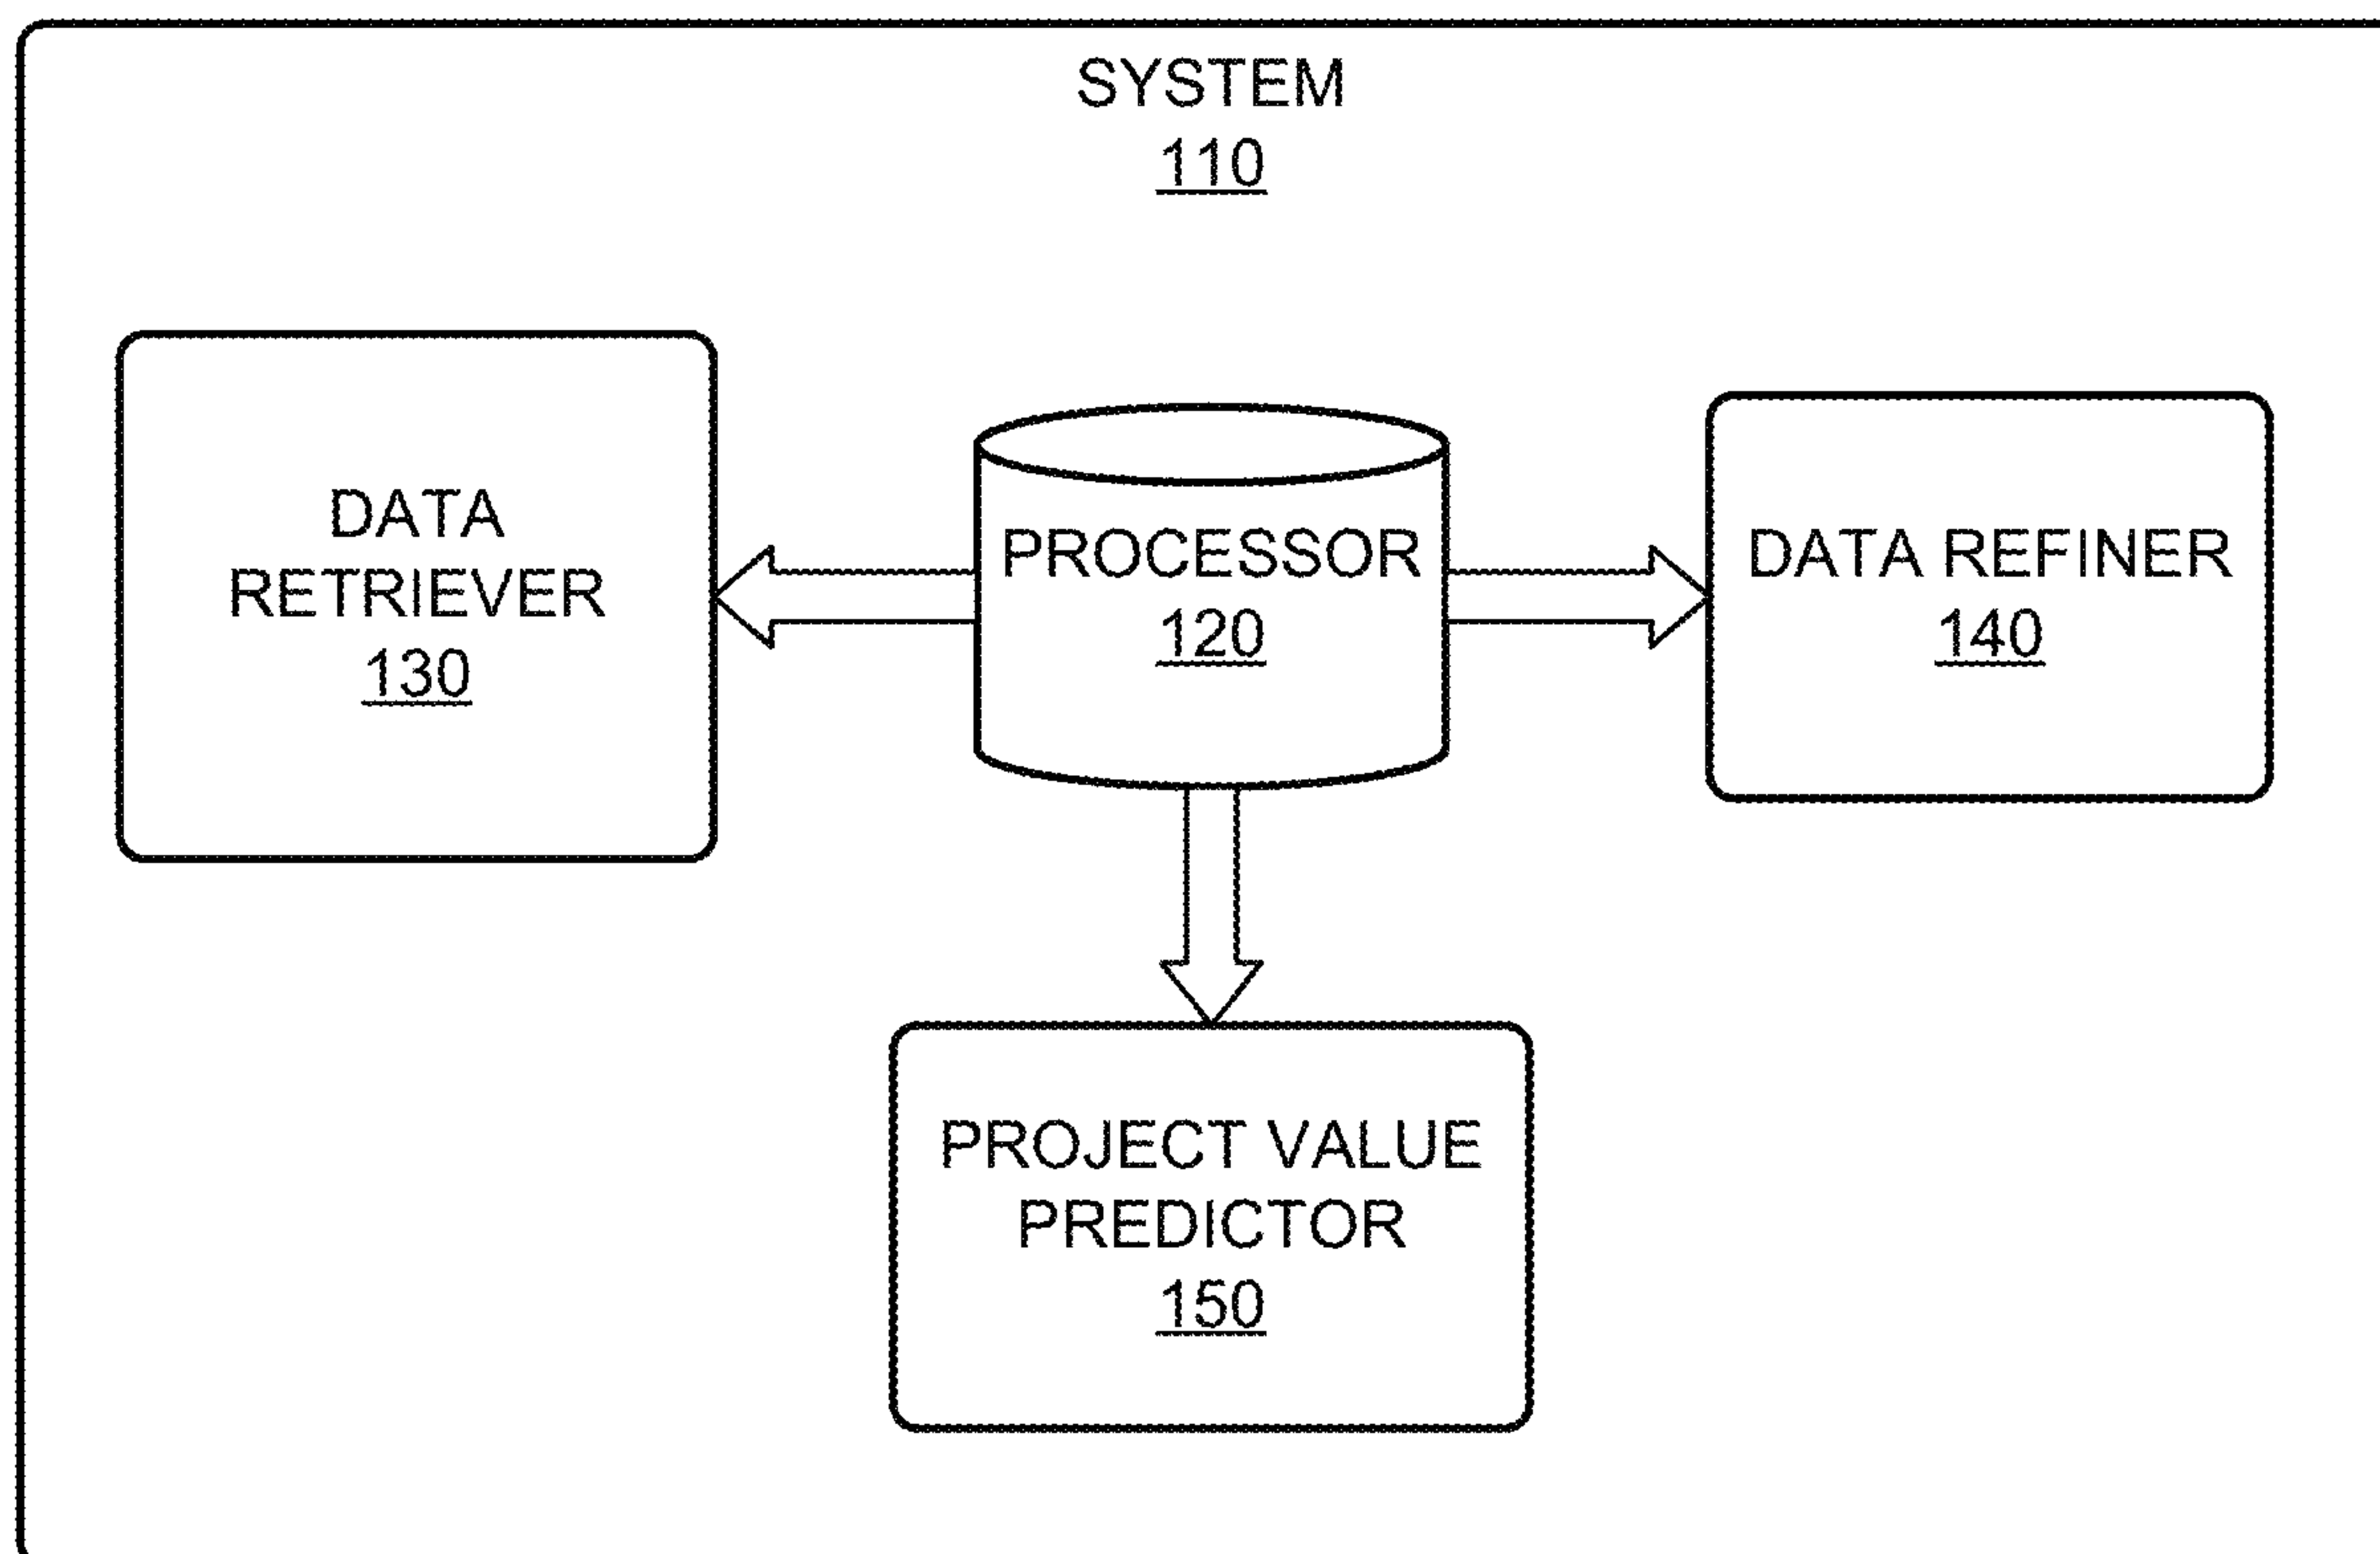 SYSTEM
110
DATA
RETRIEVER
130
PROCESSOR
120
DATA REFINER
140
PROJECT VALUE
PREDICTOR
150